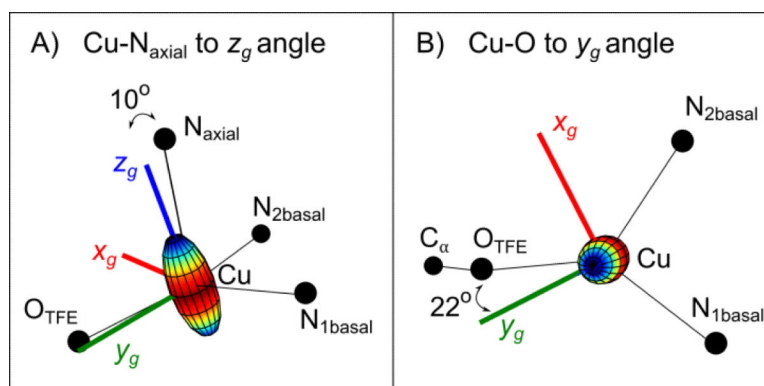 A) Cu-Naxial to zg angle
10o
Naxial
zg
N2basal
xg
Cu
OTFE
N1basal
yg
B) Cu-O to yg angle
N2basal
xg
Cα
OTFE
Cu
22o
N1basal
yg